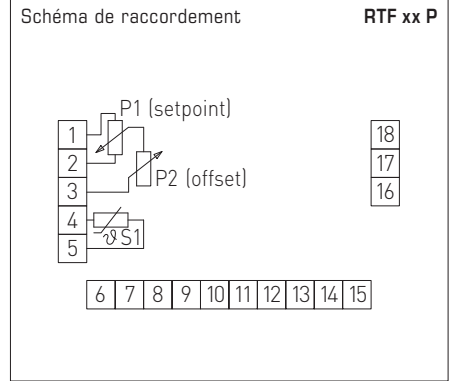 Schéma de raccordement RTF xx P
P1 (setpoint)
1 18
2 17
P2 (offset)
3 16
4
ϑ S1
5
6 7 8 9 10 11 12 13 14 15